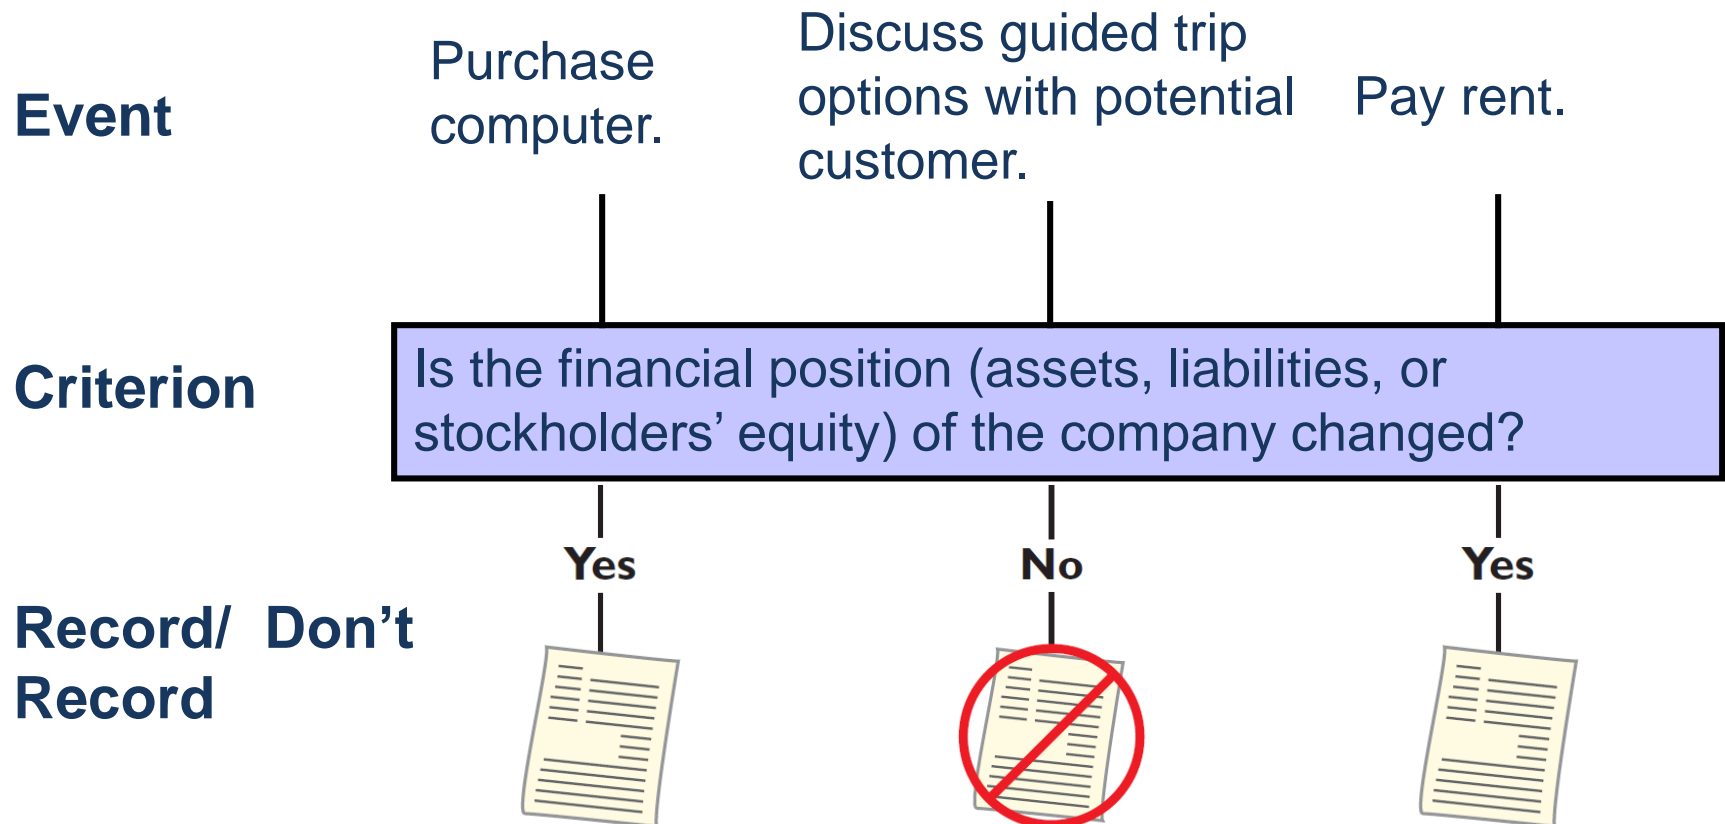 Event
Purchase
computer.
Discuss guided trip
options with potential
customer.
Pay rent.
Criterion
Is the financial position (assets, liabilities, or
stockholders’ equity) of the company changed?
Yes
No
Yes
Record/ Don’t
Record